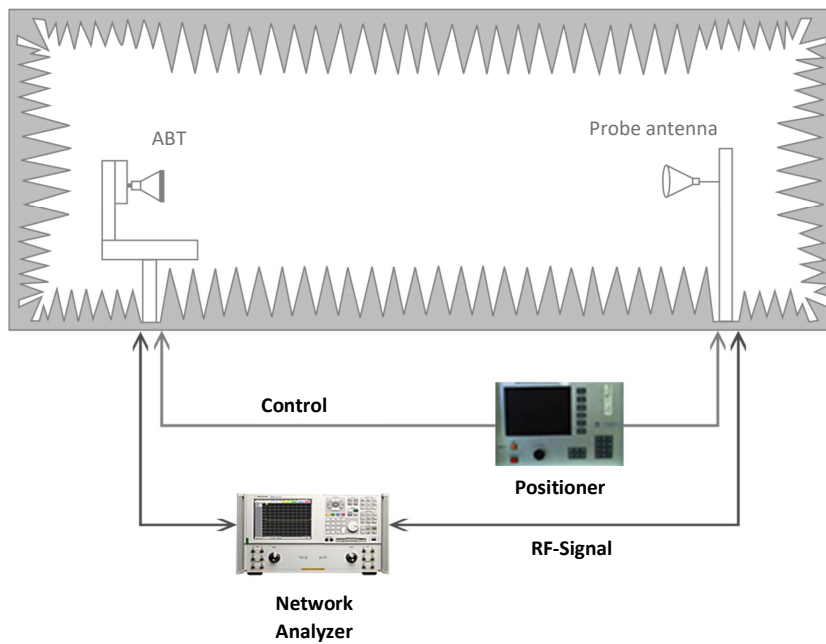 ABT
Probe antenna
Control
Positioner
RF-Signal
Network
Analyzer